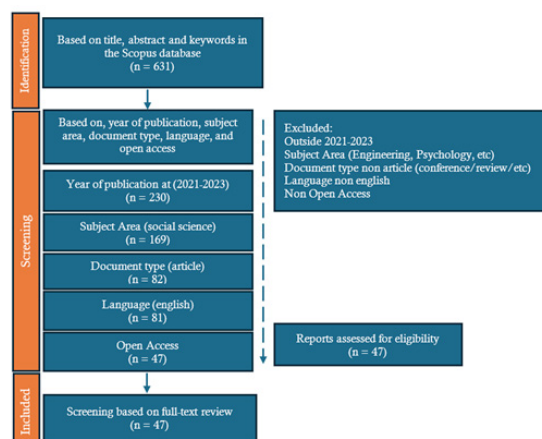 Identification
Based on title, abstract and keywords in
the Scopus database
(n = 631)
Screening
Based on, year of publication, subject
area, document type, language, and
open access
Year of publication at (2021-2023)
(n = 230)
Subject Area (social science)
(n = 169)
Document type (article)
(n = 82)
Language (english)
(n = 81)
Open Access
(n = 47)
Excluded:
Outside 2021-2023
Subject Area (Engineering, Psychology, etc)
Document type non article (conference/review/etc)
Language non english
Non Open Access
Reports assessed for eligibility
(n = 47)
Included
Screening based on full-text review
(n = 47)